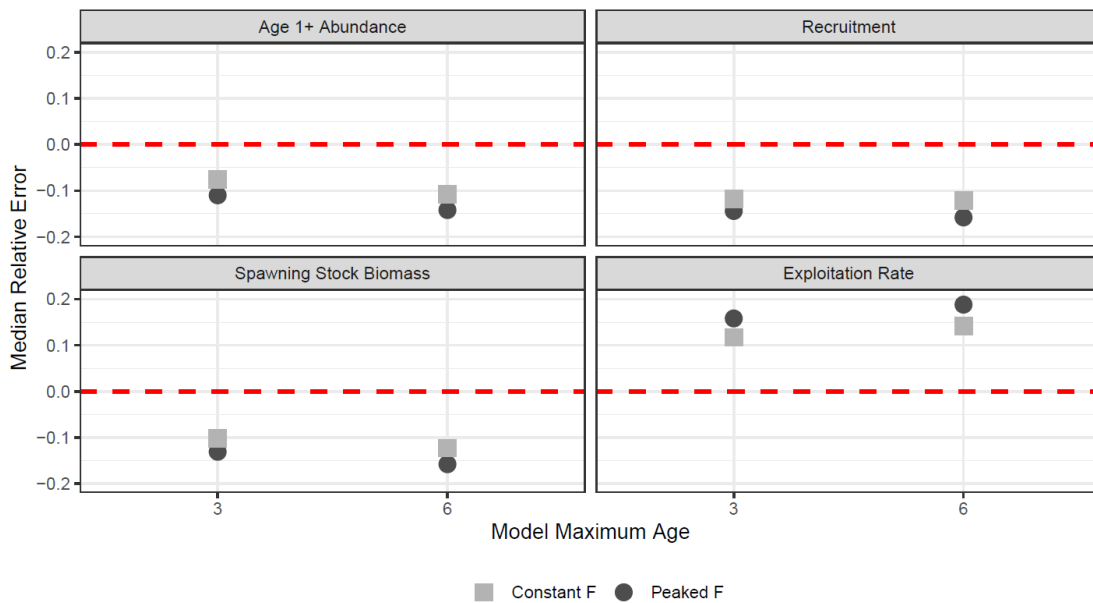 Age 1+ Abundance
Recruitment
0.2
0.1
0.0
−0.1
−0.2
Spawning Stock Biomass
Exploitation Rate
0.2
0.1
0.0
−0.1
−0.2
3
6
3
6
Median Relative Error
Model Maximum Age
Constant F
Peaked F